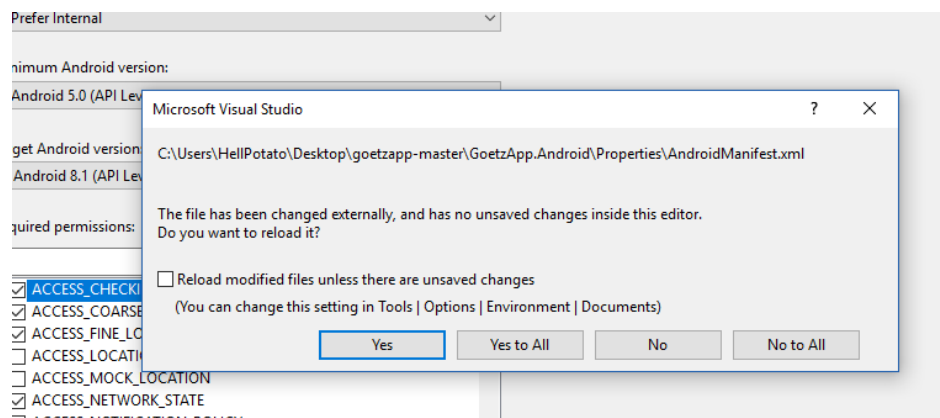 Prefer Internal
nimum Android version:
Android 5.0 (API Lev
Microsoft Visual Studio
?
get Android version:
C:\Users\HellPotato\Desktop\goetzapp-master\GoetzApp.Android\Properties\AndroidManifest.xml
Android 8.1 (API Lev
The file has been changed externally, and has no unsaved changes inside this editor.
quired permissions:
Do you want to reload it?
Reload modified files unless there are unsaved changes
ACCESS_CHECKI
(You can change this setting in Tools | Options | Environment | Documents)
ACCESS_COARSE
ACCESS_FINE_LO
Yes
Yes to All
No
No to All
ACCESS_LOCATI
ACCESS_MOCK_LOCATION
ACCESS_NETWORK_STATE
ACCESS_NOTIFICATION_POLICY